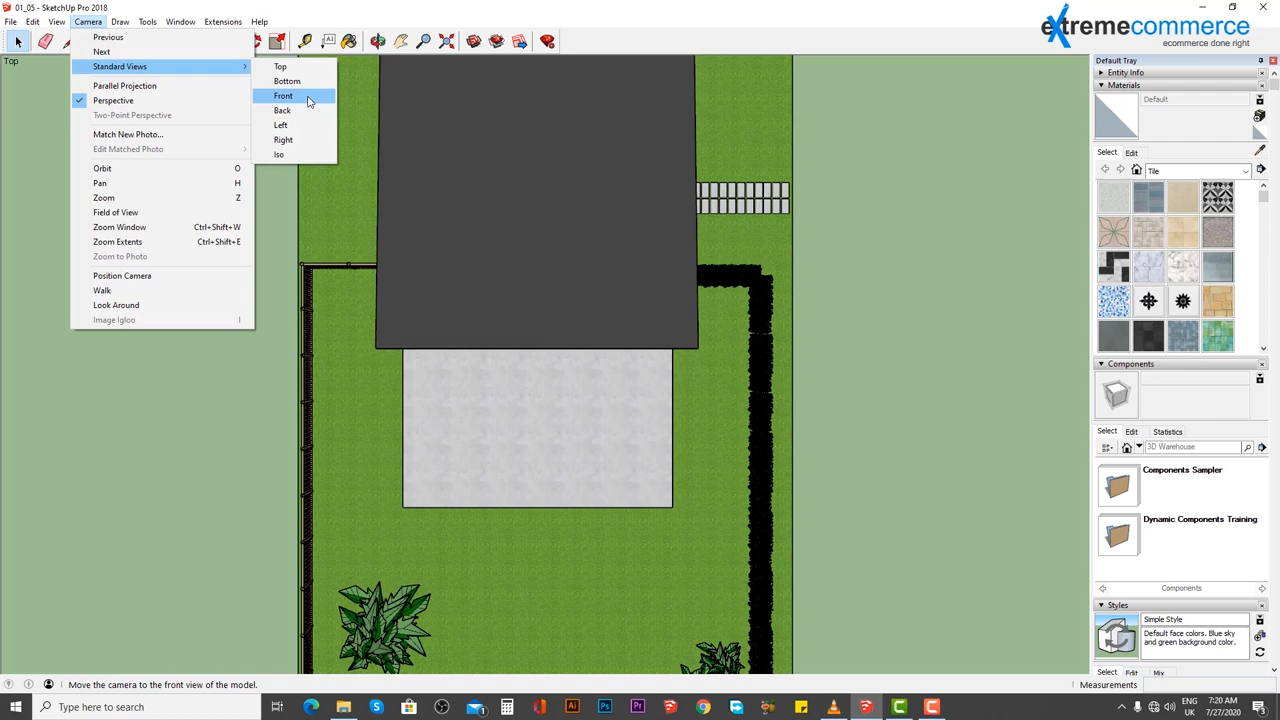 01_05 - SketchUp Pro 2018
File Edit View Camera Draw Tools Window Extensions Help
extremecommerce
ecommerce done right
Top
Previous
Next
Standard Views
Parallel Projection
Perspective
Two-Point Perspective
Match New Photo...
Edit Matched Photo
Orbit O
Pan H
Zoom Z
Field of View
Zoom Window Ctrl+Shift+W
Zoom Extents Ctrl+Shift+E
Zoom to Photo
Position Camera
Walk
Look Around
Image Igloo I
Top
Bottom
Front
Back
Left
Right
Iso
Default Tray
Entity Info
Materials
Default
Select Edit
Tile
Components
Select Edit Statistics
3D Warehouse
Components Sampler
Dynamic Components Training
Components
Styles
Simple Style
Default face colors. Blue sky
and green background color.
Select Edit Mix
Move the camera to the front view of the model.
Measurements
Type here to search
ENG
UK
7:20 AM
7/27/2020